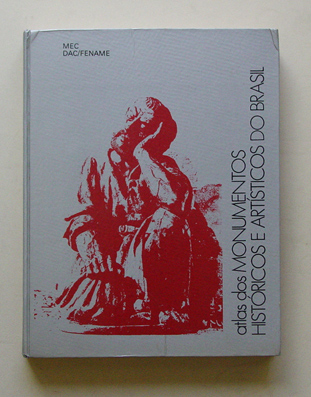 MEC
DAC/FENAME
atlas dos MONUMENTOS
HISTÓRICOS E ARTÍSTICOS DO BRASIL